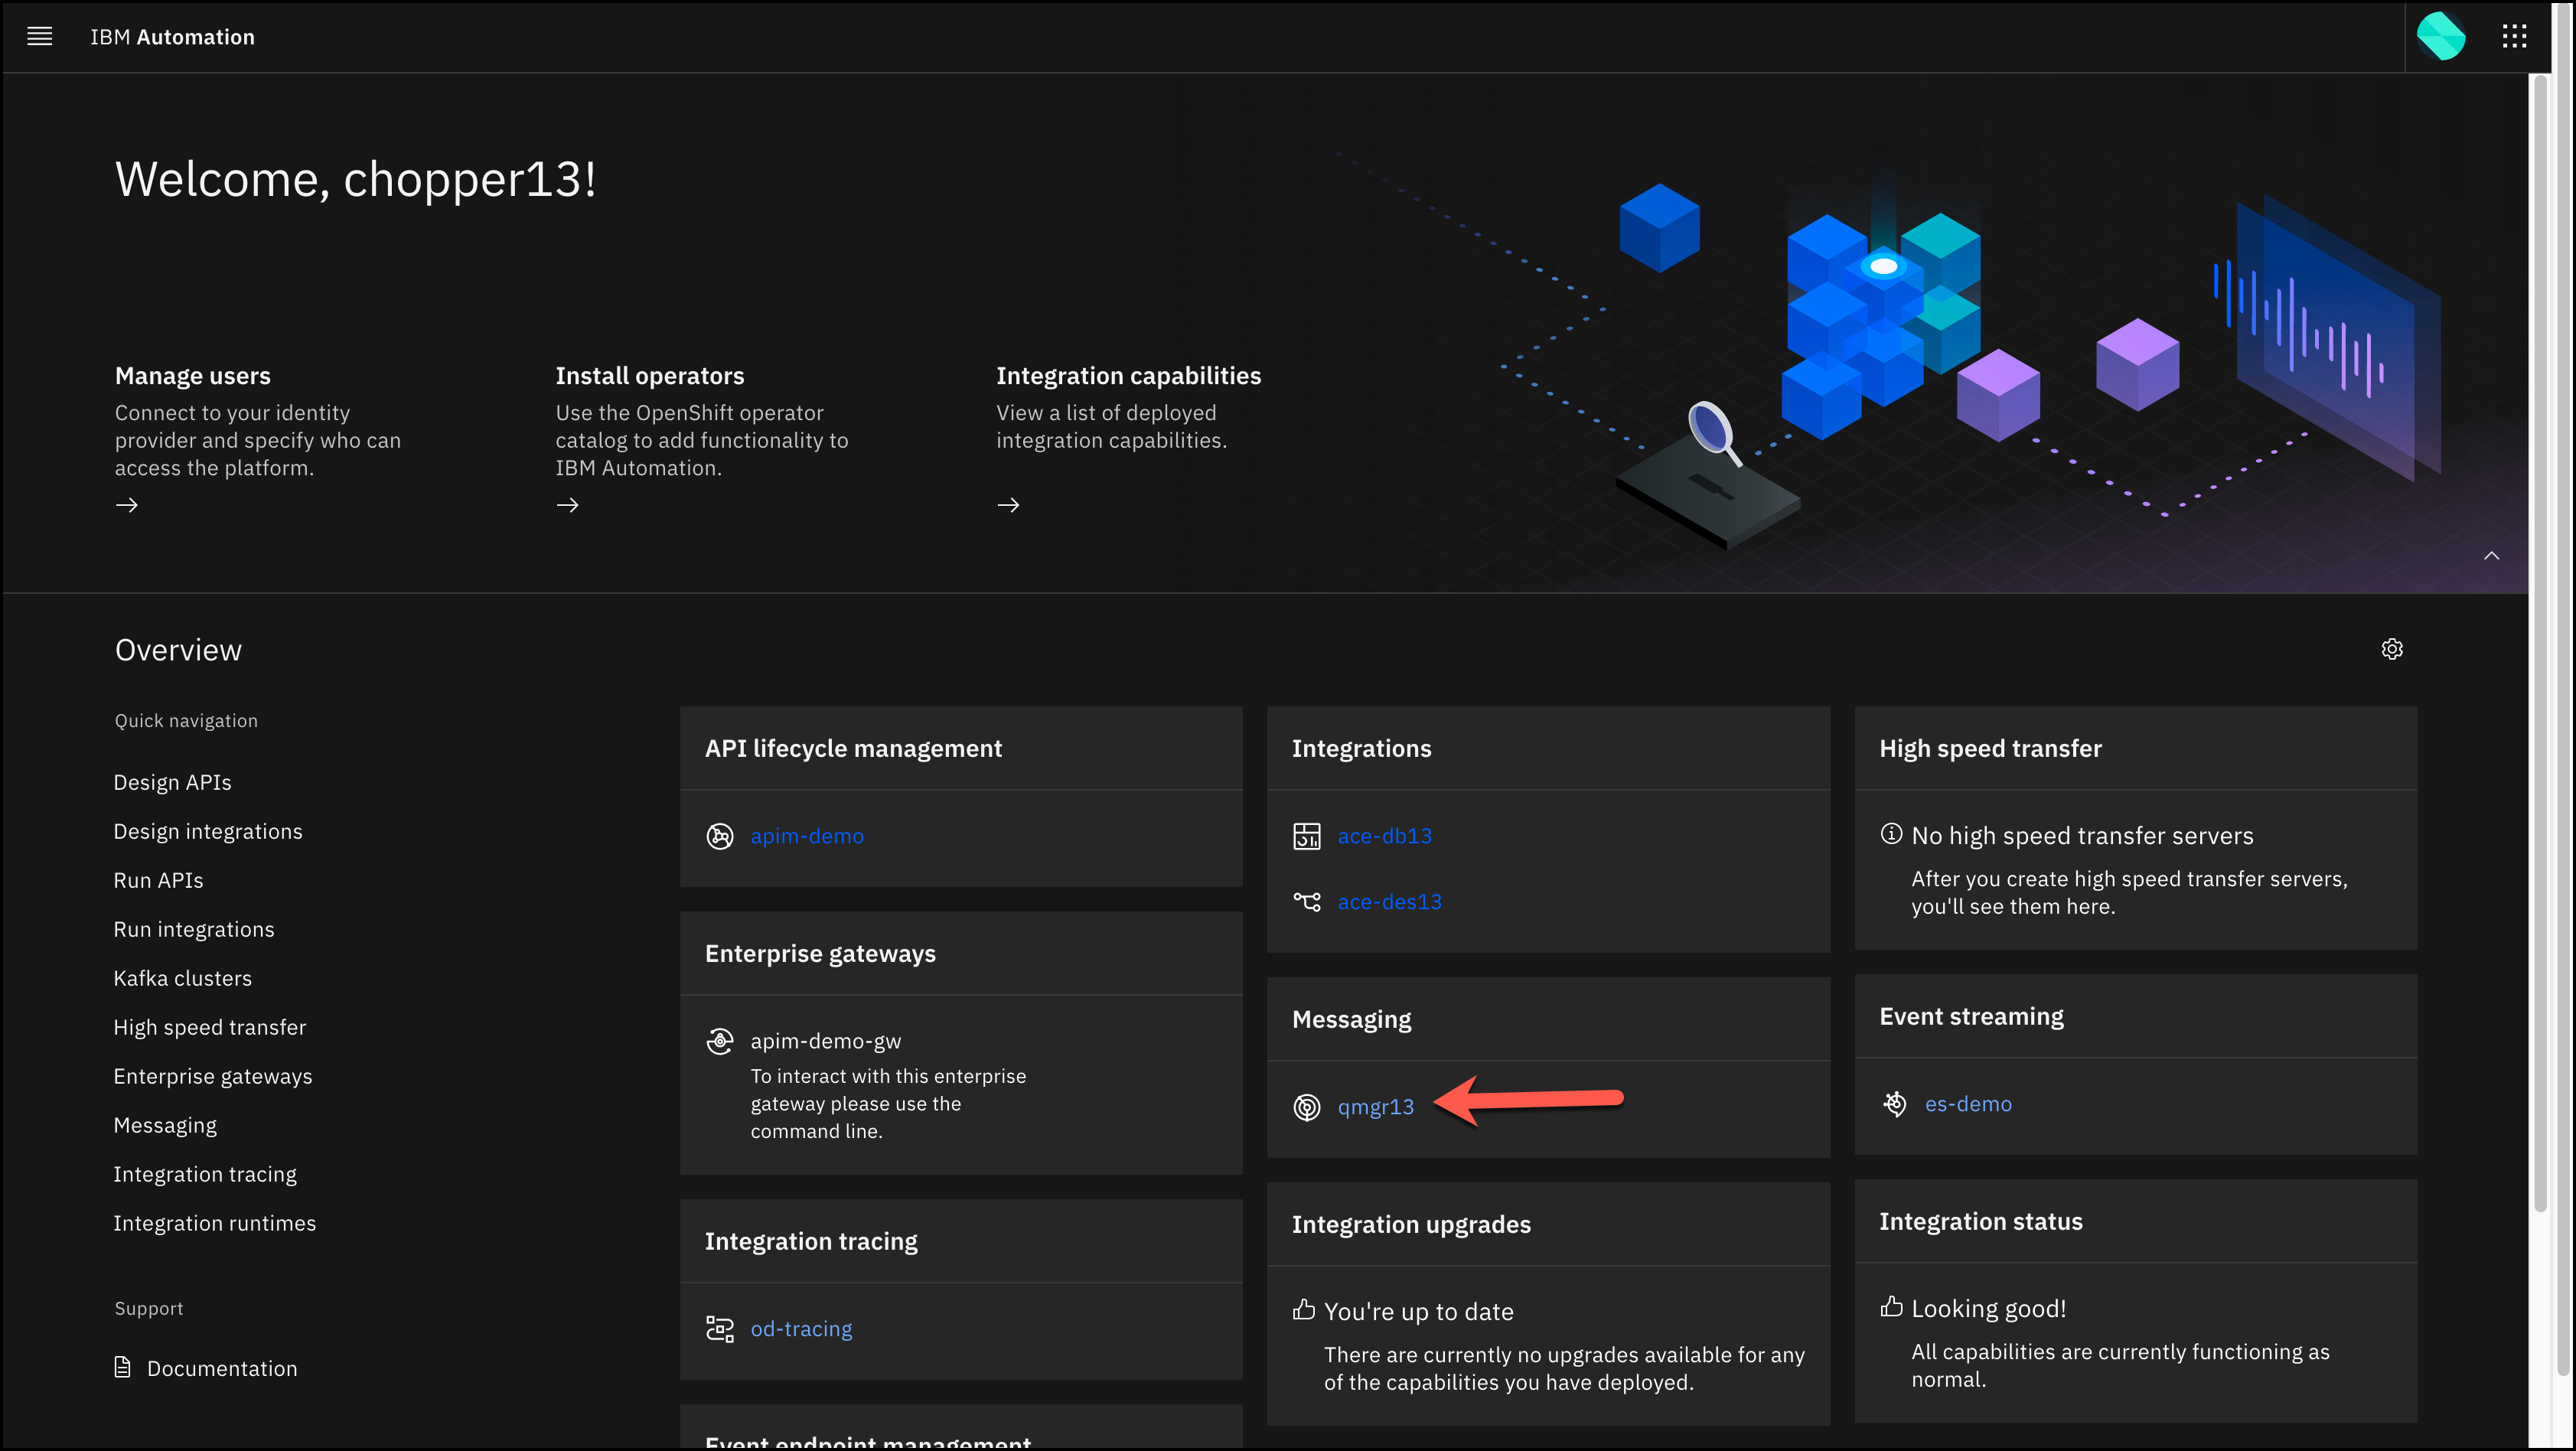 IBM Automation
Welcome, chopper13!
Manage users
Connect to your identity
provider and specify who can
access the platform.
Install operators
Use the OpenShift operator
catalog to add functionality to
IBM Automation.
Integration capabilities
View a list of deployed
integration capabilities.
Overview
Quick navigation
Design APIs
Design integrations
Run APIs
Run integrations
Kafka clusters
High speed transfer
Enterprise gateways
Messaging
Integration tracing
Integration runtimes
Support
Documentation
API lifecycle management
apim-demo
Enterprise gateways
apim-demo-gw
To interact with this enterprise
gateway please use the
command line.
Integration tracing
od-tracing
Event endpoint management
Integrations
ace-db13
ace-des13
Messaging
qmgr13
Integration upgrades
You're up to date
There are currently no upgrades available for any
of the capabilities you have deployed.
High speed transfer
No high speed transfer servers
After you create high speed transfer servers,
you'll see them here.
Event streaming
es-demo
Integration status
Looking good!
All capabilities are currently functioning as
normal.